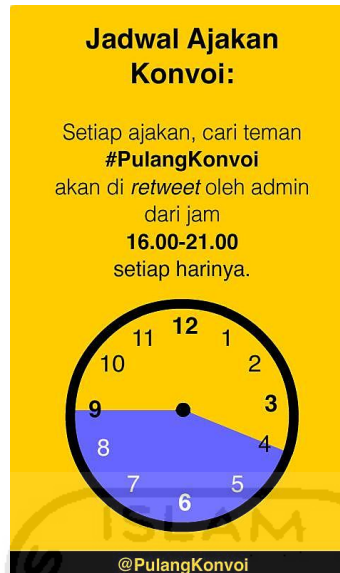 Jadwal Ajakan
Konvoi:
Setiap ajakan, cari teman
#PulangKonvoi
akan di retweet oleh admin
dari jam
16.00-21.00
setiap harinya.
12
11 1
10 2
9 3
8 4
7 5
6
ISLAM
@PulangKonvoi